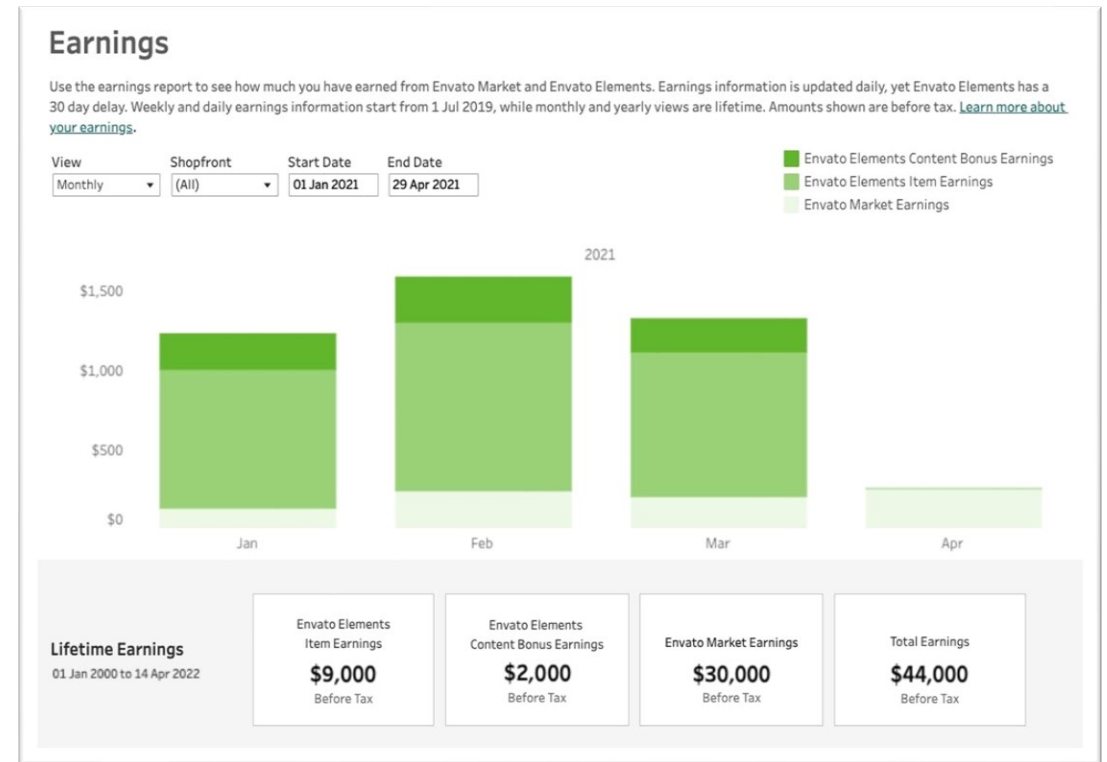 Earnings
Use the earnings report to see how much you have earned from Envato Market and Envato Elements. Earnings information is updated daily, yet Envato Elements has a
30 day delay. Weekly and daily earnings information start from 1 Jul 2019, while monthly and yearly views are lifetime. Amounts shown are before tax. Learn more about
your earnings.
View Shopfront Start Date End Date
Monthly (All) 01 Jan 2021 29 Apr 2021
Envato Elements Content Bonus Earnings
Envato Elements Item Earnings
Envato Market Earnings
2021
$1,500
$1,000
$500
$0
Jan Feb Mar Apr
Lifetime Earnings
01 Jan 2000 to 14 Apr 2022
Envato Elements
Item Earnings
$9,000
Before Tax
Envato Elements
Content Bonus Earnings
$2,000
Before Tax
Envato Market Earnings
$30,000
Before Tax
Total Earnings
$44,000
Before Tax